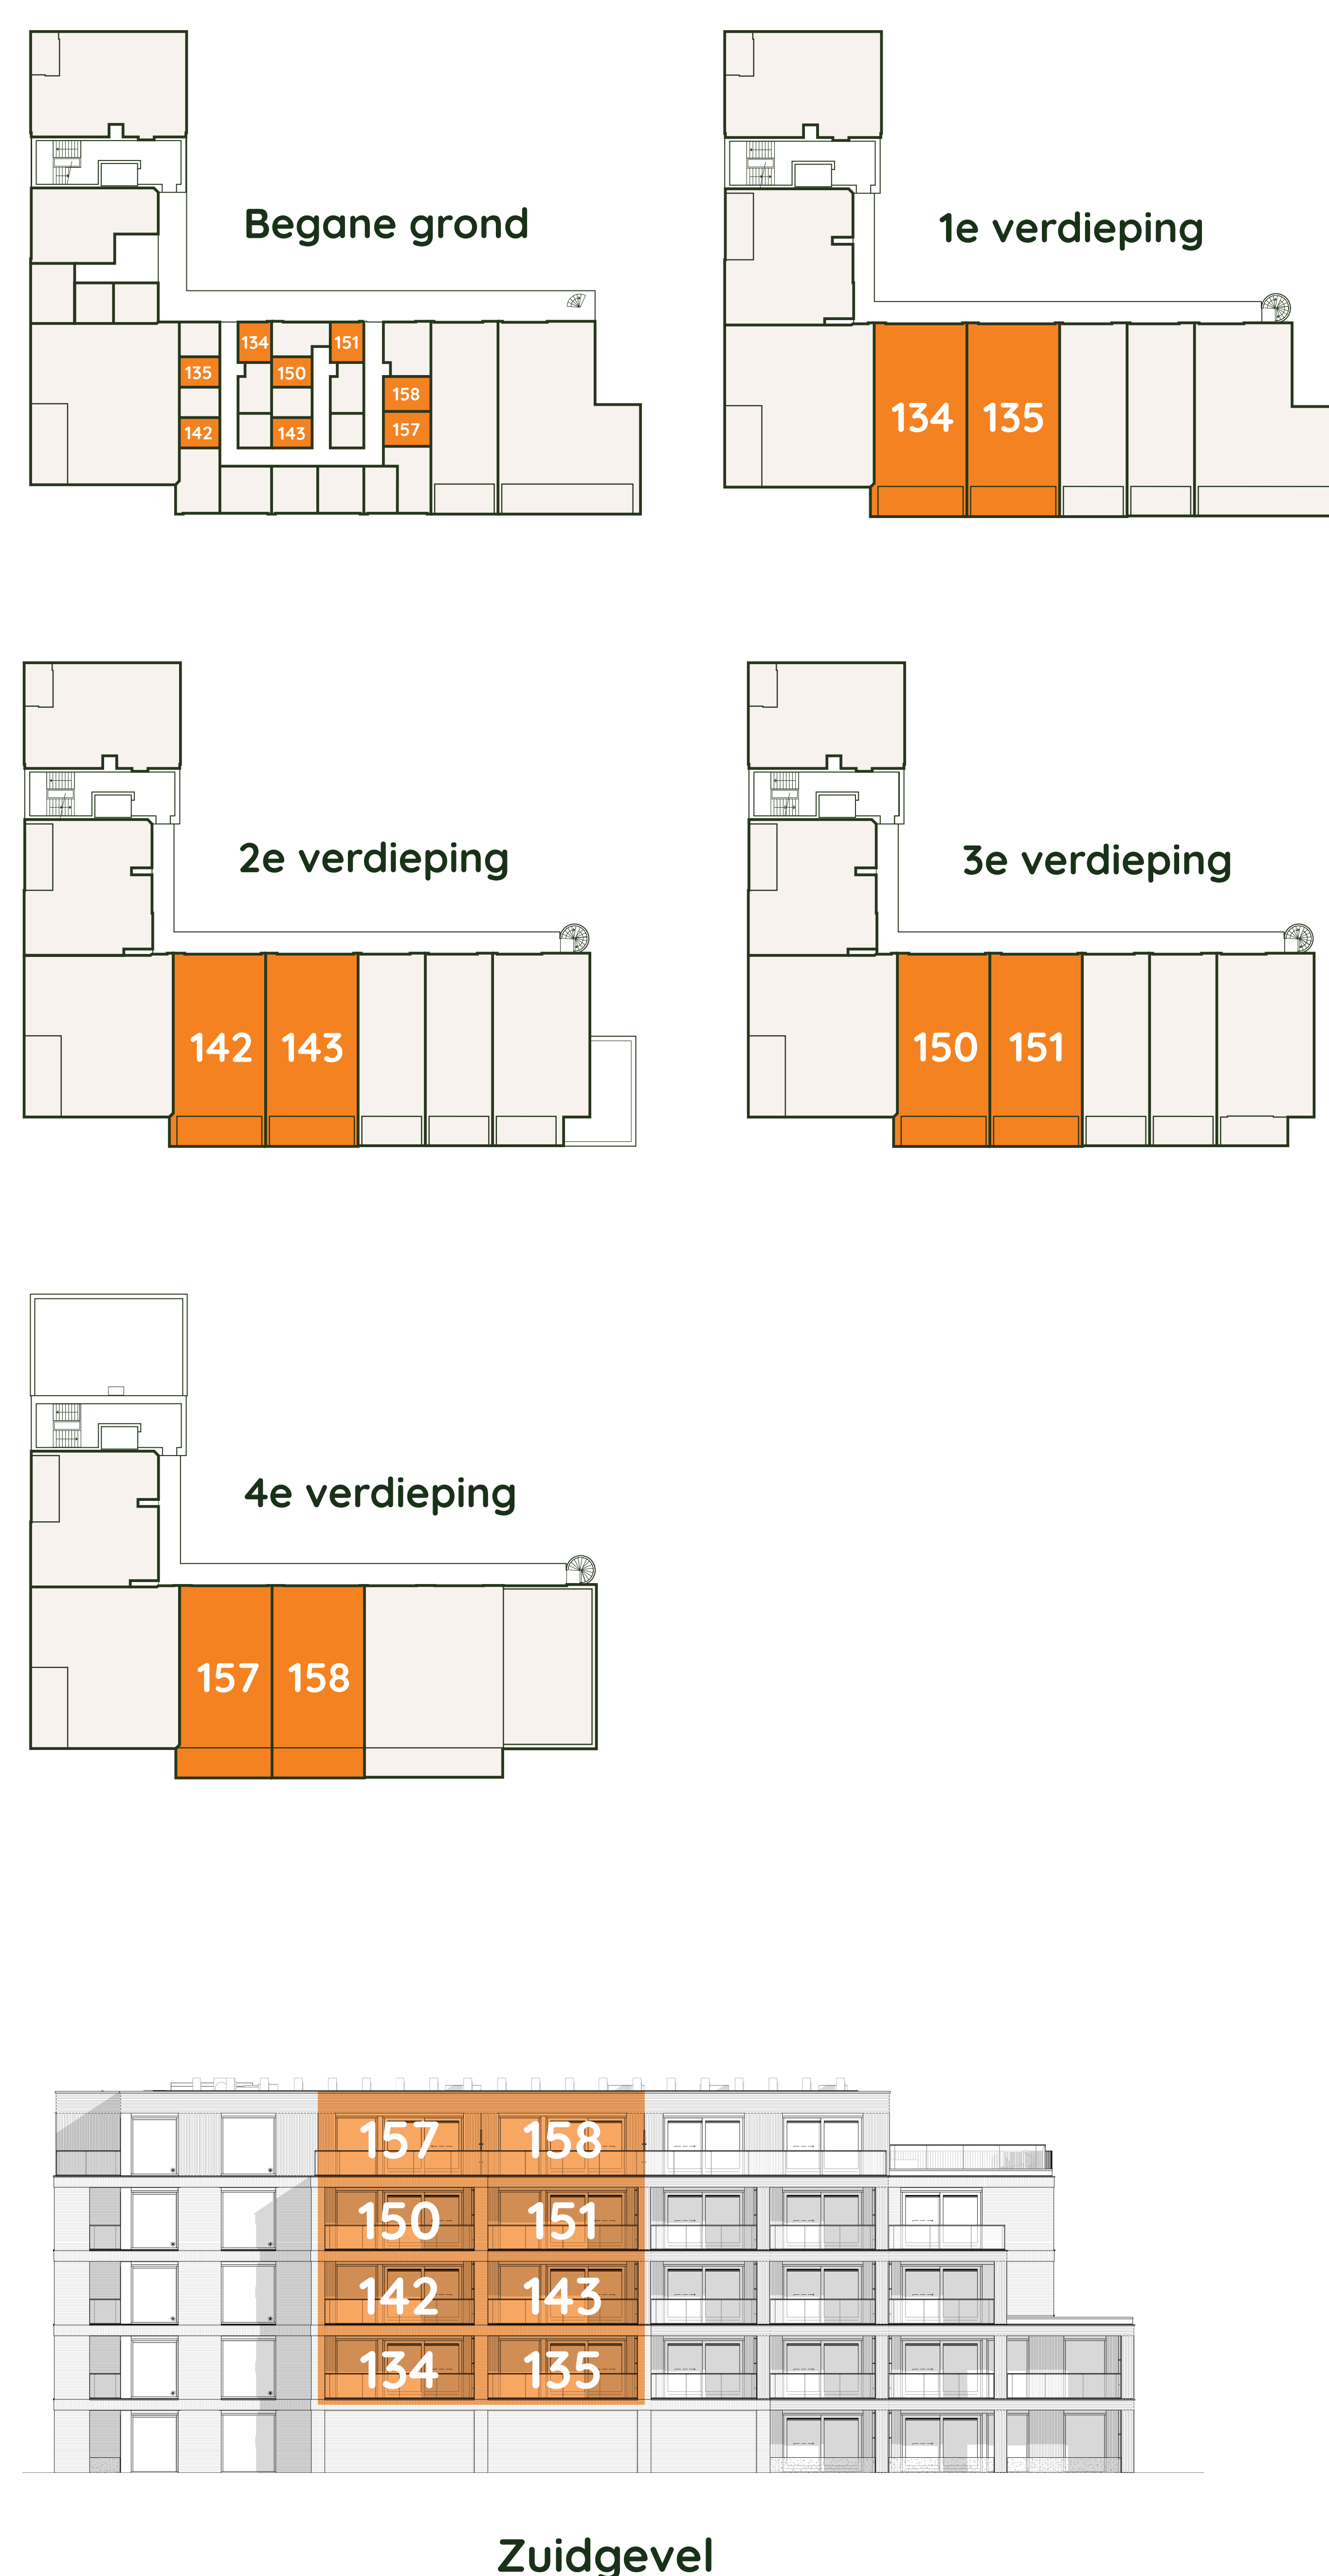 Begane grond
134
151
135
150
158
142
143
157
1e verdieping
134 135
2e verdieping
142 143
3e verdieping
150 151
4e verdieping
157 158
157 158
150 151
142 143
134 135
Zuidgevel